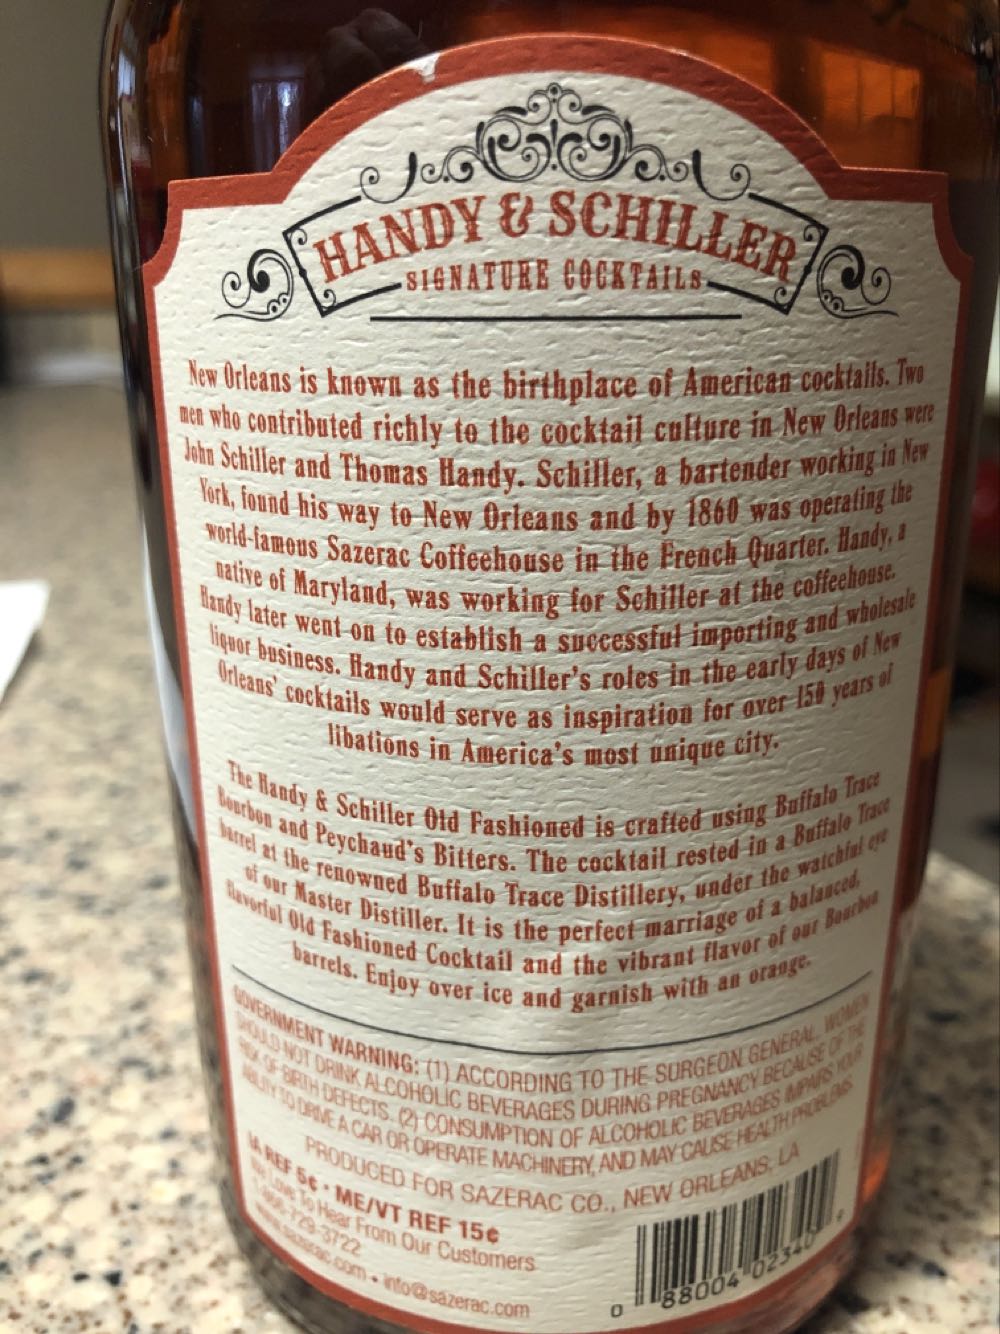 HANDY & SCHILLER
SIGNATURE COCKTAILS
New Orleans is known as the birthplace of American cocktails. Two
men who contributed richly to the cocktail culture in New Orleans were
John Schiller and Thomas Handy. Schiller, a bartender working in New
York, found his way to New Orleans and by 1860 was operating the
world-famous Sazerac Coffeehouse in the French Quarter. Handy, a
native of Maryland, was working for Schiller at the coffeehouse.
Handy later went on to establish a successful importing and wholesale
liquor business. Handy and Schiller's roles in the early days of New
Orleans' cocktails would serve as inspiration for over 150 years of
libations in America's most unique city.
The Handy & Schiller Old Fashioned is crafted using Buffalo Trace
Bourbon and Peychaud's Bitters. The cocktail rested in a Buffalo Trace
barrel at the renowned Buffalo Trace Distillery, under the watchful eye
of our Master Distiller. It is the perfect marriage of a balanced,
flavorful Old Fashioned Cocktail and the vibrant flavor of our Bourbon
barrels. Enjoy over ice and garnish with an orange.
GOVERNMENT WARNING: (1) ACCORDING TO THE SURGEON GENERAL, WOMEN
SHOULD NOT DRINK ALCOHOLIC BEVERAGES DURING PREGNANCY BECAUSE OF THE
RISK OF BIRTH DEFECTS. (2) CONSUMPTION OF ALCOHOLIC BEVERAGES IMPAIRS YOUR
ABILITY TO DRIVE A CAR OR OPERATE MACHINERY, AND MAY CAUSE HEALTH PROBLEMS.
PRODUCED FOR SAZERAC CO., NEW ORLEANS, LA
IA REF 5¢ • ME/VT REF 15¢
We Love To Hear From Our Customers
729-3722
www.sazerac.com • info@sazerac.com
0 88004 02340